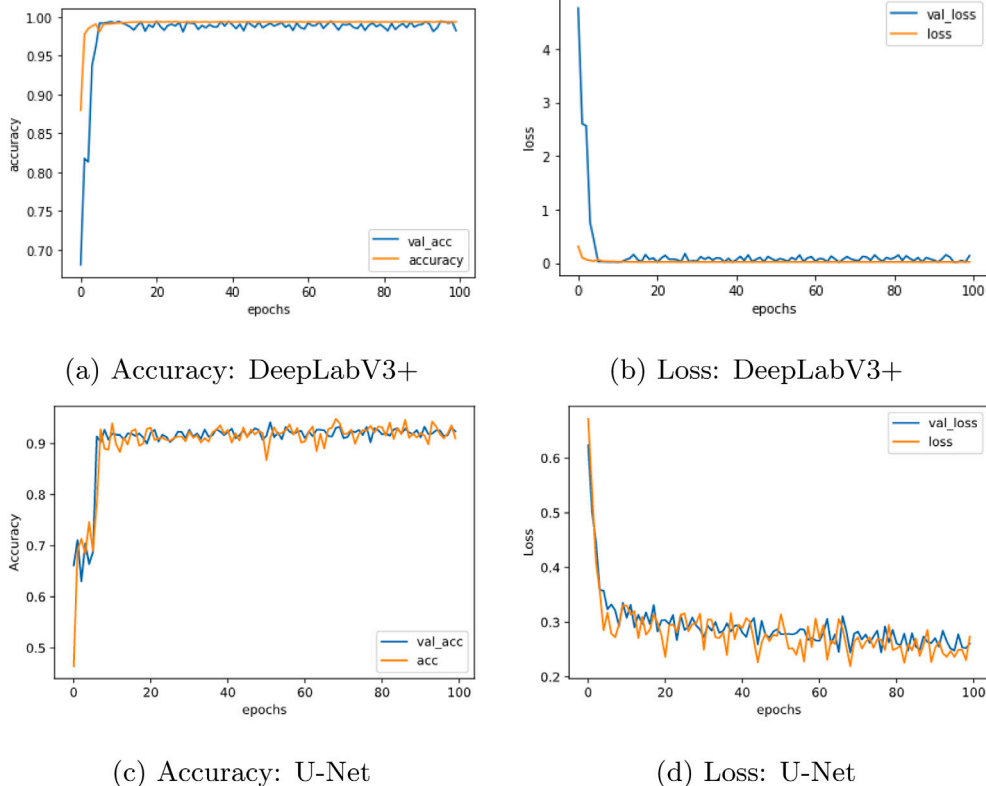 1.00
0.95
0.90
0.85
0.80
0.75
0.70
accuracy
val_acc
accuracy
0 20 40 60 80 100
epochs
(a) Accuracy: DeepLabV3+
4
3
2
1
0
loss
val_loss
loss
0 20 40 60 80 100
epochs
(b) Loss: DeepLabV3+
0.9
0.8
0.7
0.6
0.5
Accuracy
val_acc
acc
0 20 40 60 80 100
epochs
(c) Accuracy: U-Net
0.6
0.5
0.4
0.3
0.2
Loss
val_loss
loss
0 20 40 60 80 100
epochs
(d) Loss: U-Net